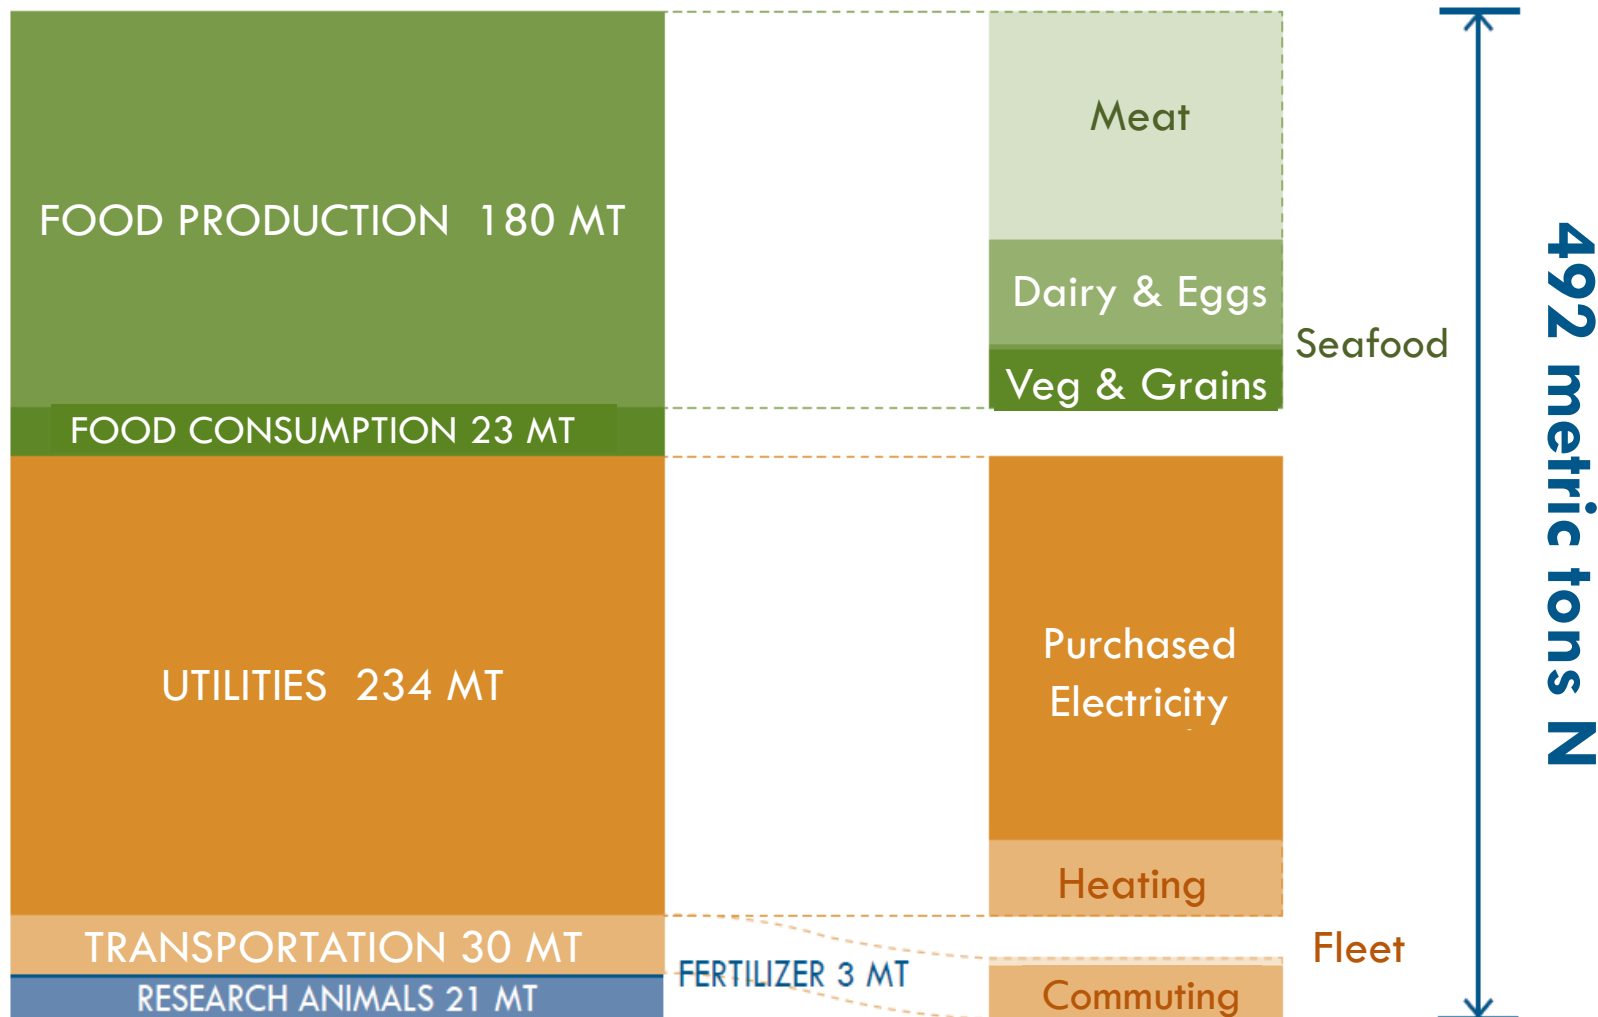 FOOD PRODUCTION 180 MT
FOOD CONSUMPTION 23 MT
UTILITIES 234 MT
TRANSPORTATION 30 MT
RESEARCH ANIMALS 21 MT
FERTILIZER 3 MT
Meat
Dairy & Eggs
Seafood
Veg & Grains
Purchased
Electricity
Heating
Fleet
Commuting
492 metric tons N